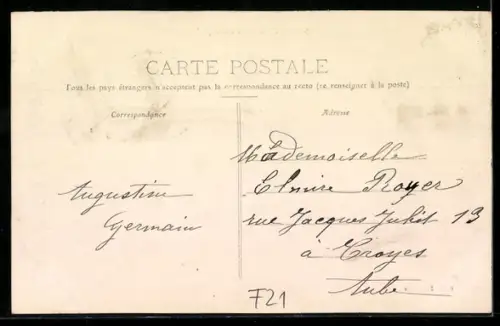 CARTE POSTALE
Tous les pays étrangers n'acceptent pas la correspondance au recto (se renseigner à la poste)
Correspondance
Adresse
Mademoiselle
Elmire Royer
rue Jacques 13
à Troyes
Aube
Augustine
Germain
F21